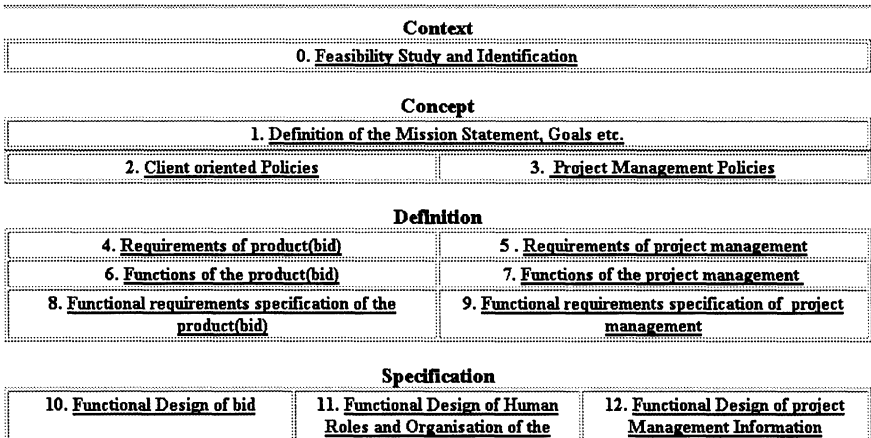 Context
0. Feasibility Study and Identification
Concept
1. Definition of the Mission Statement, Goals etc.
2. Client oriented Policies
3. Project Management Policies
Definition
4. Requirements of product(bid)
5 . Requirements of project management
6. Functions of the product(bid)
7. Functions of the project management
8. Functional requirements specification of the
product(bid)
9. Functional requirements specification of project
management
Specification
10. Functional Design of bid
11. Functional Design of Human
Roles and Organisation of the
12. Functional Design of project
Management Information